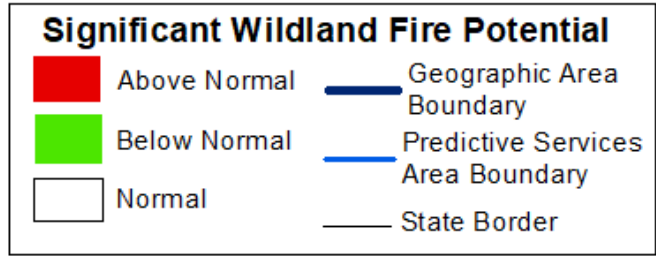 Significant Wildland Fire Potential
Above Normal
Below Normal
Normal
Geographic Area
Boundary
Predictive Services
Area Boundary
State Border